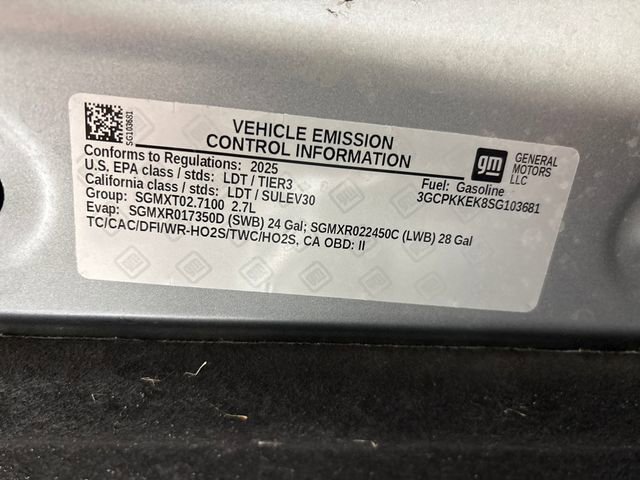 SG103681
VEHICLE EMISSION
CONTROL INFORMATION
gm
GENERAL
MOTORS
LLC
Conforms to Regulations: 2025
U.S. EPA class / stds: LDT / TIER3
California class / stds: LDT / SULEV30
Group: SGMXT02.7100 2.7L
Evap: SGMXR017350D (SWB) 24 Gal; SGMXR022450C (LWB) 28 Gal
TC/CAC/DFI/WR-HO2S/TWC/HO2S, CA OBD: II
Fuel: Gasoline
3GCPKKEK8SG103681